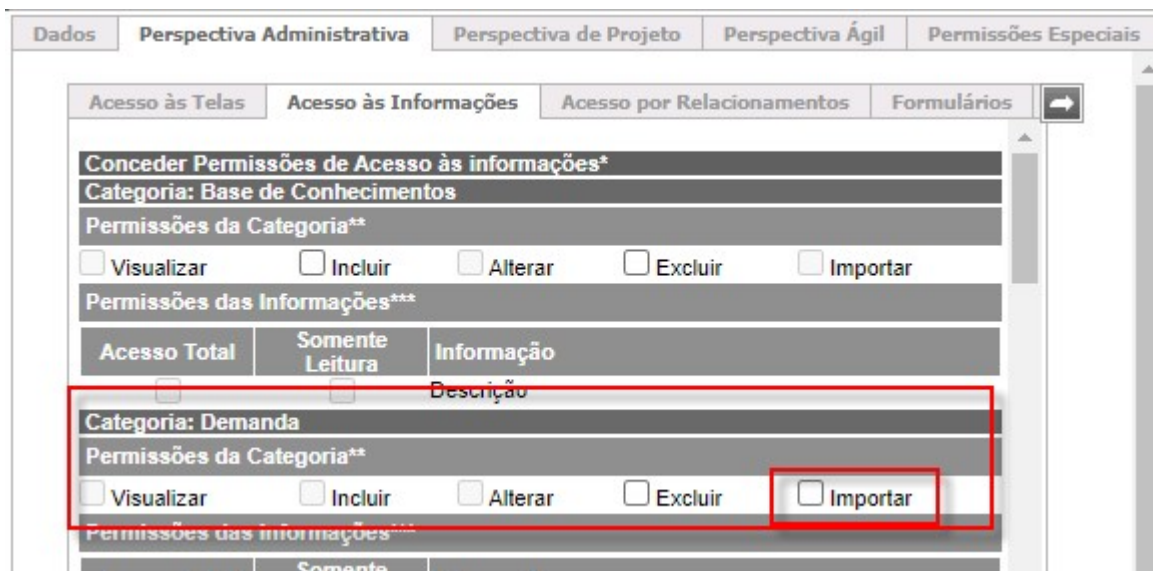 Dados Perspectiva Administrativa Perspectiva de Projeto Perspectiva Ágil Permissões Especiais
Acesso às Telas Acesso às Informações Acesso por Relacionamentos Formulários
Conceder Permissões de Acesso às informações*
Categoria: Base de Conhecimentos
Permissões da Categoria**
Visualizar Incluir Alterar Excluir Importar
Permissões das Informações***
Acesso Total Somente Leitura Informação
Descrição
Categoria: Demanda
Permissões da Categoria**
Visualizar Incluir Alterar Excluir Importar
Permissões das Informações***
Somente